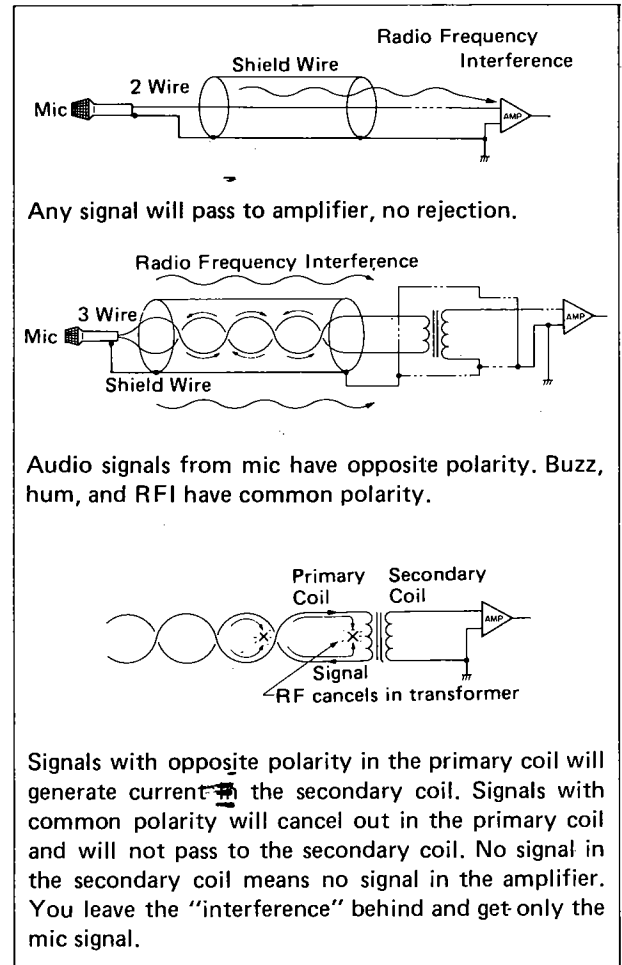 Radio Frequency
Interference
Shield Wire
2 Wire
Mic
AMP
Any signal will pass to amplifier, no rejection.
Radio Frequency Interference
3 Wire
Mic
AMP
Shield Wire
Audio signals from mic have opposite polarity. Buzz,
hum, and RFI have common polarity.
Primary Secondary
Coil Coil
AMP
Signal
RF cancels in transformer
Signals with opposite polarity in the primary coil will
generate current the secondary coil. Signals with
common polarity will cancel out in the primary coil
and will not pass to the secondary coil. No signal in
the secondary coil means no signal in the amplifier.
You leave the "interference" behind and get only the
mic signal.